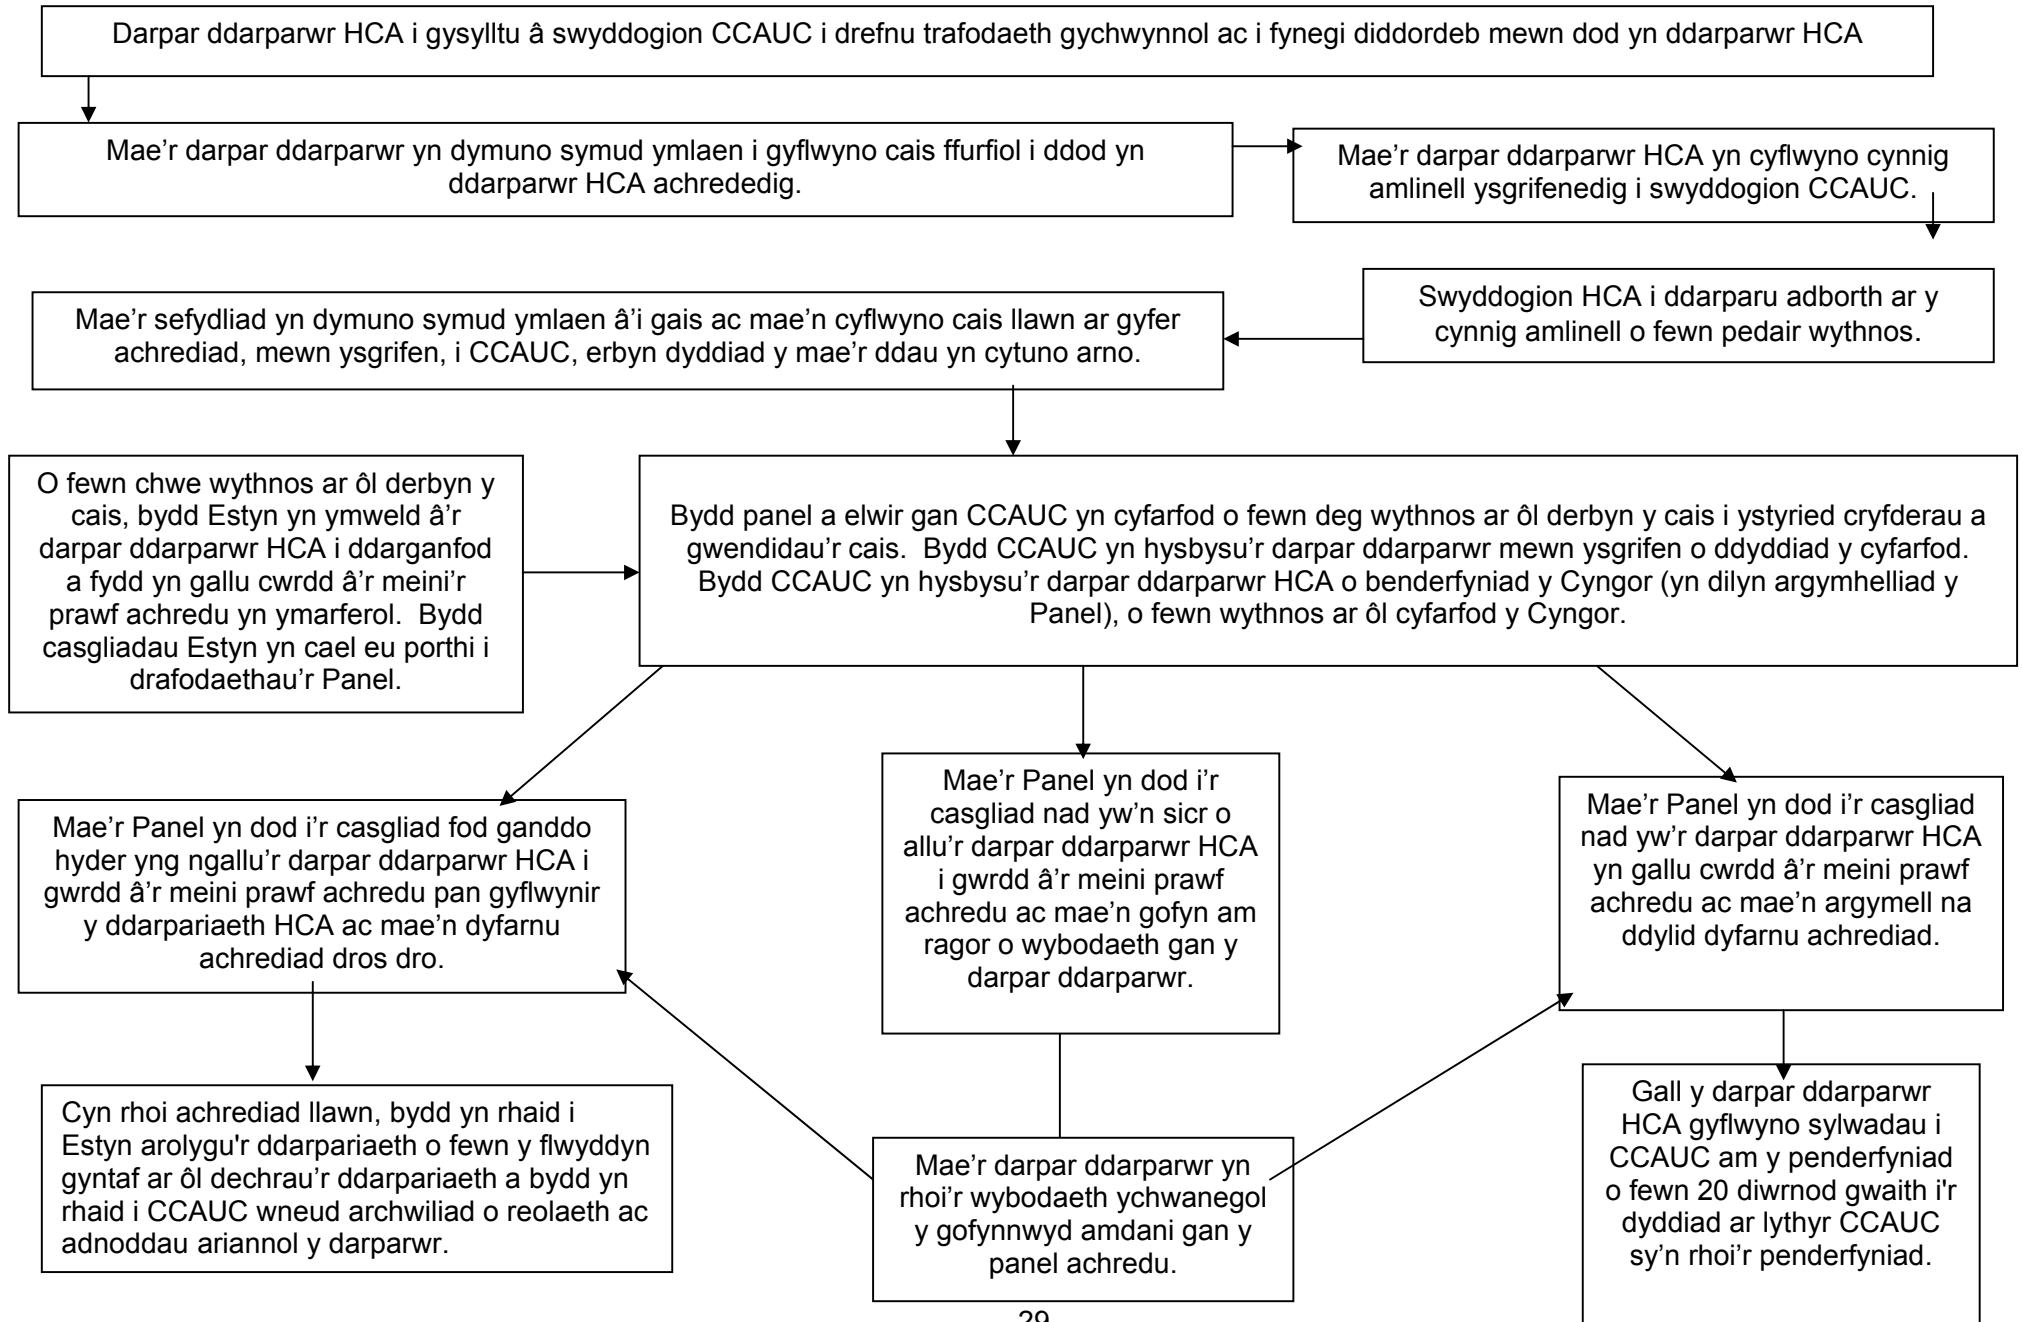 Darpar ddarparwr HCA i gysylltu â swyddogion CCAUC i drefnu trafodaeth gychwynnol ac i fynegi diddordeb mewn dod yn ddarparwr HCA
Mae’r darpar ddarparwr yn dymuno symud ymlaen i gyflwyno cais ffurfiol i ddod yn
ddarparwr HCA achrededig.
Mae’r darpar ddarparwr HCA yn cyflwyno cynnig
amlinell ysgrifenedig i swyddogion CCAUC.
Swyddogion HCA i ddarparu adborth ar y
cynnig amlinell o fewn pedair wythnos.
Mae’r sefydliad yn dymuno symud ymlaen â’i gais ac mae’n cyflwyno cais llawn ar gyfer
achrediad, mewn ysgrifen, i CCAUC, erbyn dyddiad y mae’r ddau yn cytuno arno.
O fewn chwe wythnos ar ôl derbyn y
cais, bydd Estyn yn ymweld â’r
darpar ddarparwr HCA i ddarganfod
a fydd yn gallu cwrdd â’r meini’r
prawf achredu yn ymarferol.  Bydd
casgliadau Estyn yn cael eu porthi i
drafodaethau’r Panel.
Bydd panel a elwir gan CCAUC yn cyfarfod o fewn deg wythnos ar ôl derbyn y cais i ystyried cryfderau a
gwendidau’r cais.  Bydd CCAUC yn hysbysu’r darpar ddarparwr mewn ysgrifen o ddyddiad y cyfarfod.
Bydd CCAUC yn hysbysu’r darpar ddarparwr HCA o benderfyniad y Cyngor (yn dilyn argymhelliad y
Panel), o fewn wythnos ar ôl cyfarfod y Cyngor.
Mae’r Panel yn dod i’r casgliad fod ganddo
hyder yng ngallu’r darpar ddarparwr HCA i
gwrdd â’r meini prawf achredu pan gyflwynir
y ddarpariaeth HCA ac mae’n dyfarnu
achrediad dros dro.
Mae’r Panel yn dod i’r
casgliad nad yw’n sicr o
allu’r darpar ddarparwr HCA
i gwrdd â’r meini prawf
achredu ac mae’n gofyn am
ragor o wybodaeth gan y
darpar ddarparwr.
Mae’r Panel yn dod i’r casgliad
nad yw’r darpar ddarparwr HCA
yn gallu cwrdd â’r meini prawf
achredu ac mae’n argymell na
ddylid dyfarnu achrediad.
Cyn rhoi achrediad llawn, bydd yn rhaid i
Estyn arolygu'r ddarpariaeth o fewn y flwyddyn
gyntaf ar ôl dechrau’r ddarpariaeth a bydd yn
rhaid i CCAUC wneud archwiliad o reolaeth ac
adnoddau ariannol y darparwr.
Mae’r darpar ddarparwr yn
rhoi’r wybodaeth ychwanegol
y gofynnwyd amdani gan y
panel achredu.
Gall y darpar ddarparwr
HCA gyflwyno sylwadau i
CCAUC am y penderfyniad
o fewn 20 diwrnod gwaith i'r
dyddiad ar lythyr CCAUC
sy’n rhoi’r penderfyniad.
29